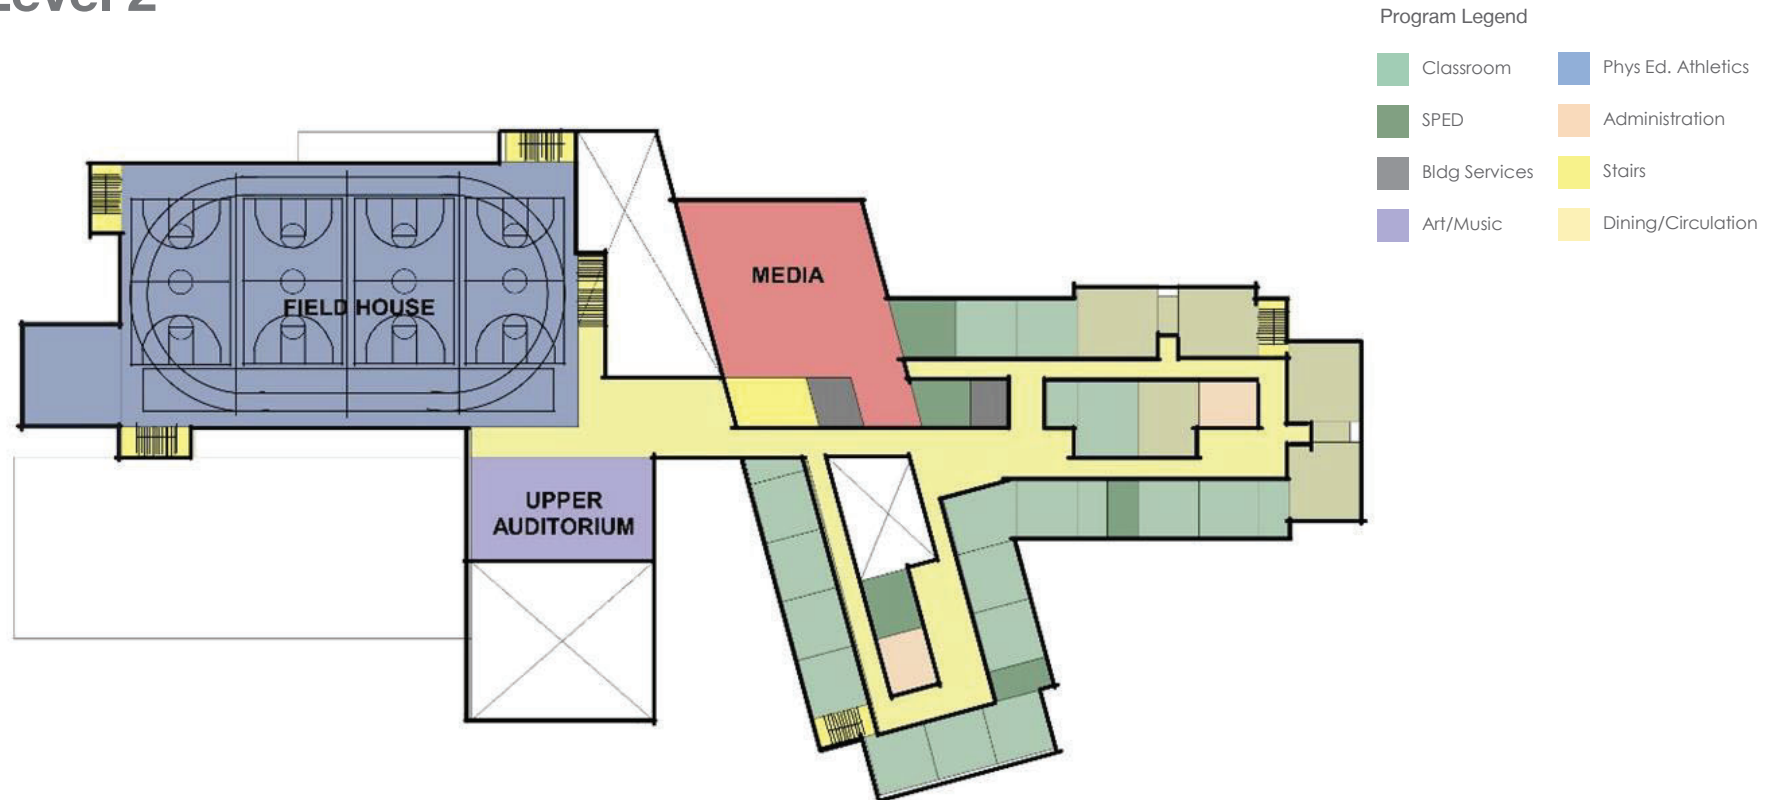 Level 2
Program Legend
Classroom
Phys Ed. Athletics
SPED
Administration
Bldg Services
Stairs
Art/Music
Dining/Circulation
MEDIA
FIELD HOUSE
UPPER
AUDITORIUM